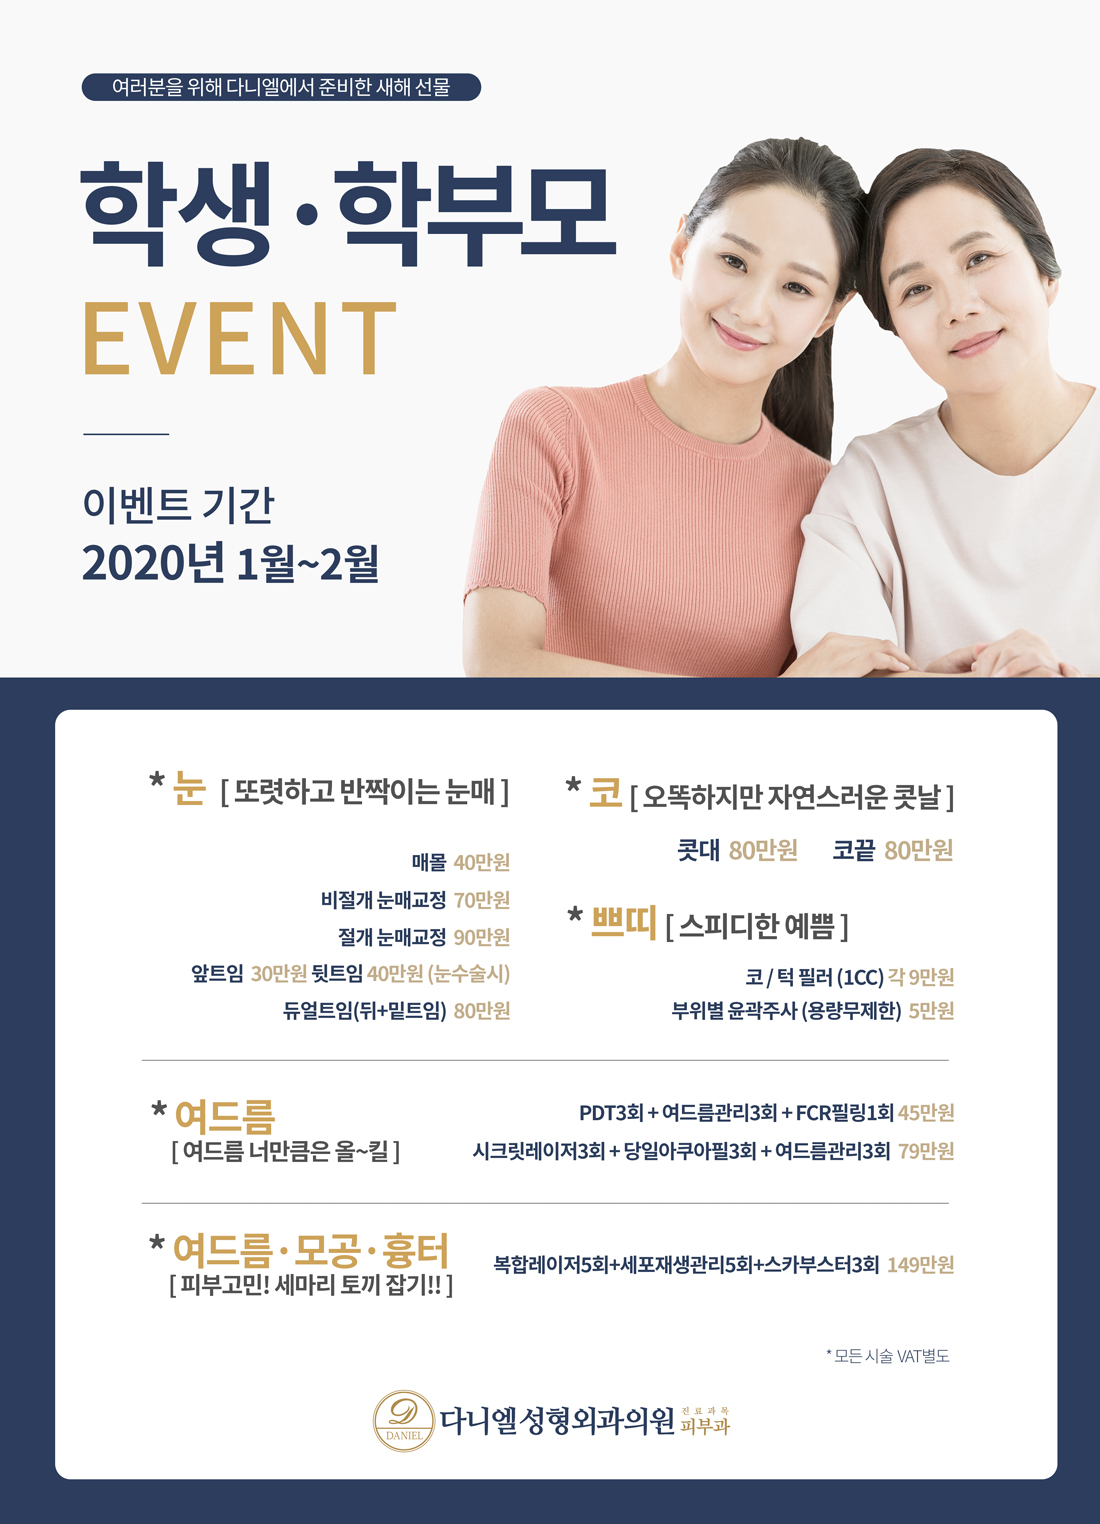 여러분을 위해 다니엘에서 준비한 새해 선물
학생·학부모
EVENT
이벤트 기간
2020년 1월~2월
* 눈 [ 또렷하고 반짝이는 눈매 ]
매몰 40만원
비절개 눈매교정 70만원
절개 눈매교정 90만원
앞트임 30만원 뒷트임 40만원 (눈수술시)
듀얼트임(뒤+밑트임) 80만원
* 코 [ 오똑하지만 자연스러운 콧날 ]
콧대 80만원 코끝 80만원
* 쁘띠 [ 스피디한 예쁨 ]
코 / 턱 필러 (1CC) 각 9만원
부위별 윤곽주사 (용량무제한) 5만원
* 여드름
[ 여드름 너만큼은 올~킬 ]
PDT3회 + 여드름관리3회 + FCR필링1회 45만원
시크릿레이저3회 + 당일아쿠아필3회 + 여드름관리3회 79만원
* 여드름·모공·흉터
[ 피부고민! 세마리 토끼 잡기!! ]
복합레이저5회+세포재생관리5회+스카부스터3회 149만원
* 모든 시술 VAT별도
D
DANIEL
다니엘성형외과의원
진료과목
피부과